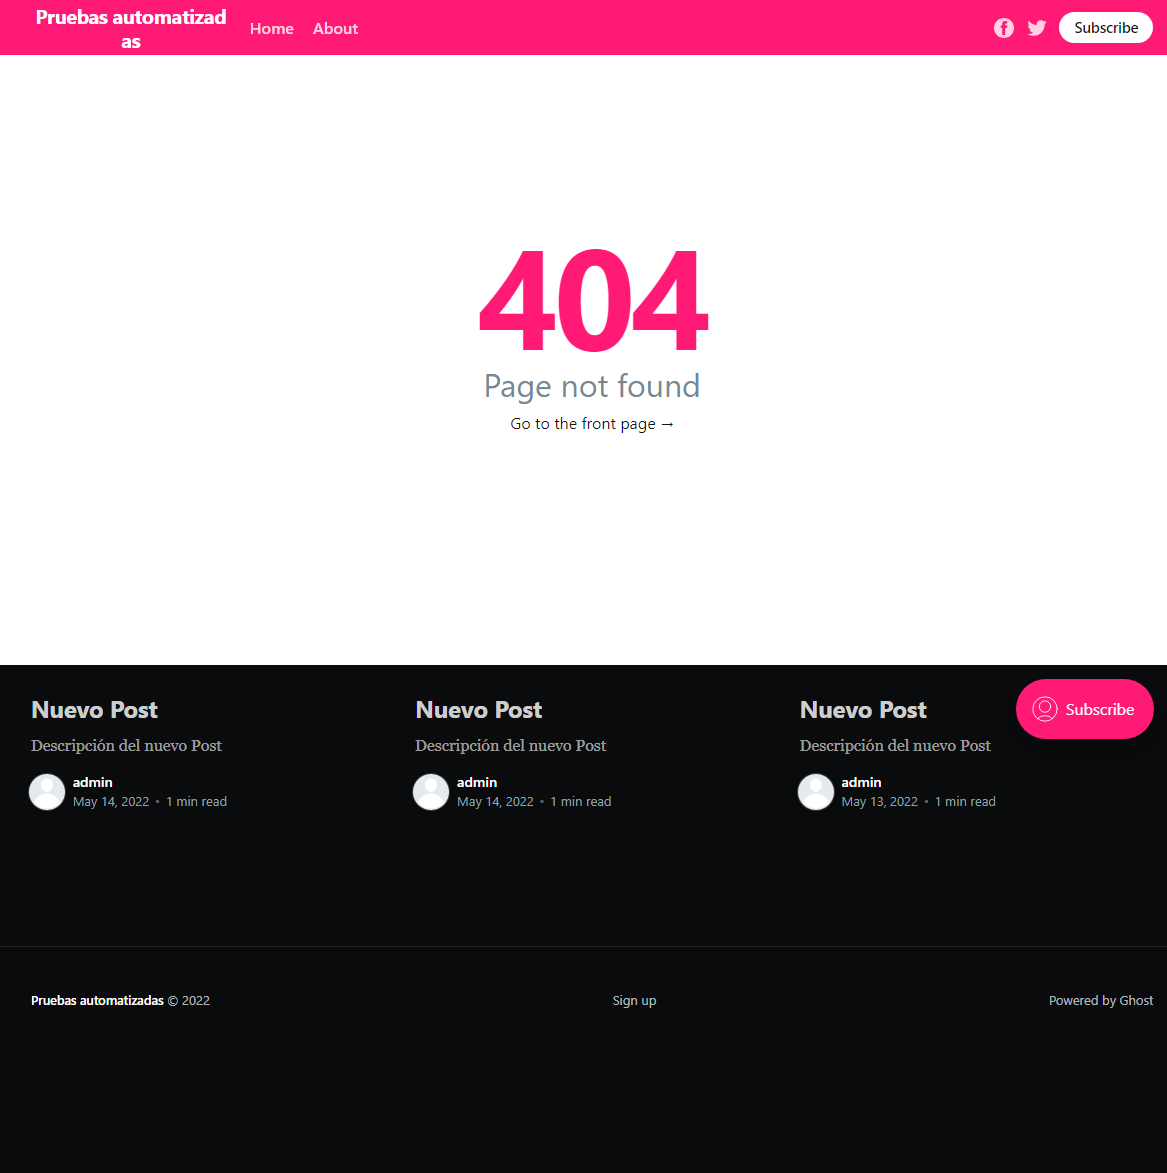 Pruebas automatizad
as
Home
About
Subscribe
404
Page not found
Go to the front page →
Nuevo Post
Descripción del nuevo Post
admin
May 14, 2022 • 1 min read
Nuevo Post
Descripción del nuevo Post
admin
May 14, 2022 • 1 min read
Nuevo Post
Descripción del nuevo Post
admin
May 13, 2022 • 1 min read
Subscribe
Pruebas automatizadas © 2022
Sign up
Powered by Ghost